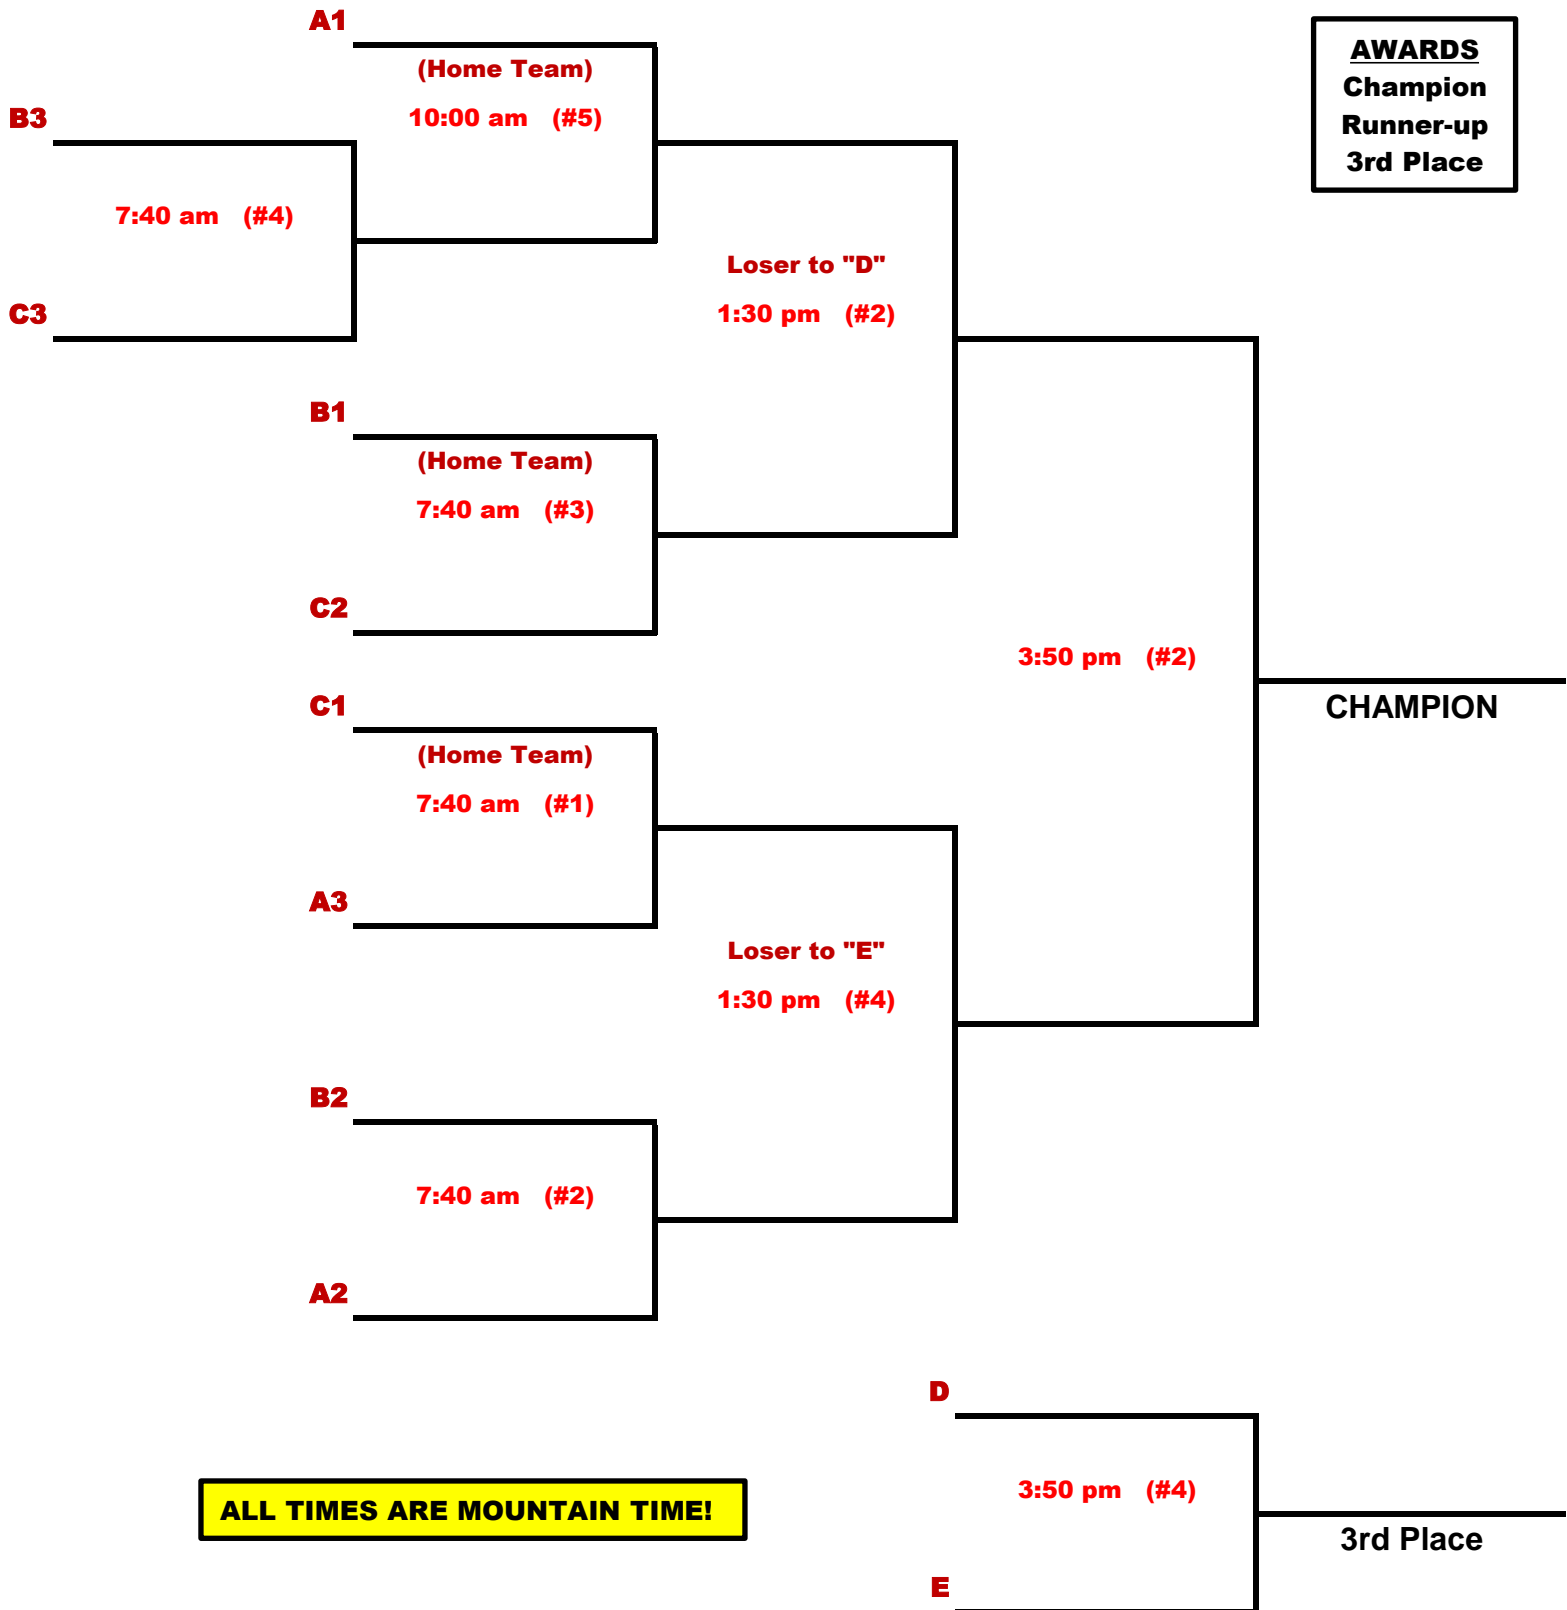 A1
AWARDS
Champion
Runner-up
3rd Place
(Home Team)
10:00 am (#5)
B3
7:40 am (#4)
C3
Loser to "D"
1:30 pm (#2)
B1
(Home Team)
7:40 am (#3)
C2
3:50 pm (#2)
CHAMPION
C1
(Home Team)
7:40 am (#1)
A3
Loser to "E"
1:30 pm (#4)
B2
7:40 am (#2)
A2
D
3:50 pm (#4)
ALL TIMES ARE MOUNTAIN TIME!
3rd Place
E